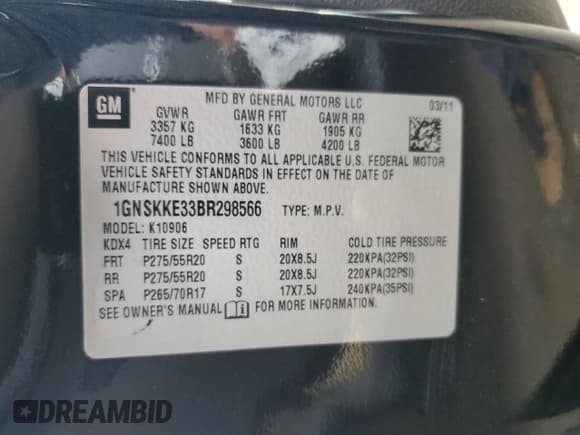 GM
MFD BY GENERAL MOTORS LLC 03/11
GVWR GAWR FRT GAWR RR
3357 KG 1633 KG 1905 KG
7400 LB 3600 LB 4200 LB
THIS VEHICLE CONFORMS TO ALL APPLICABLE U.S. FEDERAL MOTOR
VEHICLE SAFETY STANDARDS IN EFFECT ON THE DATE OF
MANUFACTURE SHOWN ABOVE.
1GNSKKE33BR298566 TYPE: M.P.V.
MODEL: K10906
KDX4 TIRE SIZE SPEED RTG RIM COLD TIRE PRESSURE
FRT P275/55R20 S 20X8.5J 220KPA(32PSI)
RR P275/55R20 S 20X8.5J 220KPA(32PSI)
SPA P265/70R17 S 17X7.5J 240KPA(35PSI)
SEE OWNER'S MANUAL FOR MORE INFORMATION.
DREAMBID